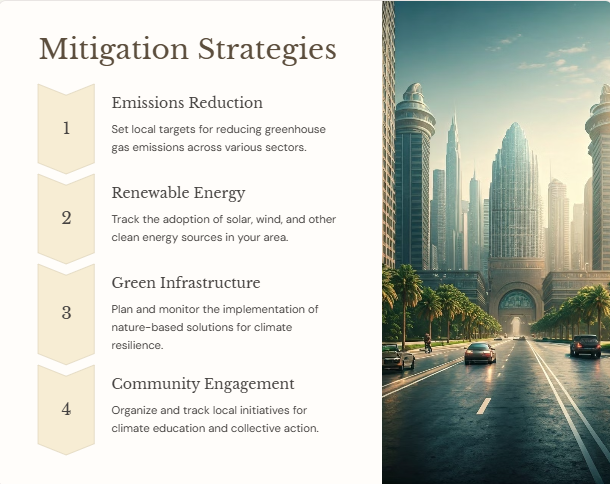 Mitigation Strategies
1
Emissions Reduction
Set local targets for reducing greenhouse
gas emissions across various sectors.
2
Renewable Energy
Track the adoption of solar, wind, and other
clean energy sources in your area.
3
Green Infrastructure
Plan and monitor the implementation of
nature-based solutions for climate
resilience.
4
Community Engagement
Organize and track local initiatives for
climate education and collective action.